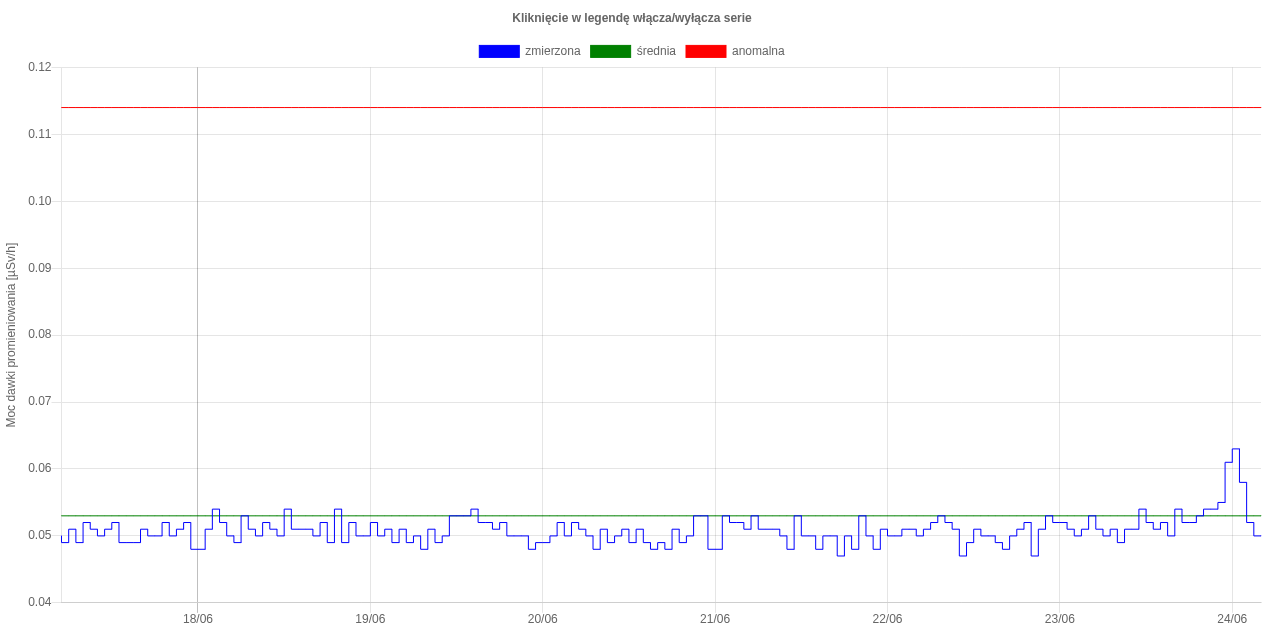 Kliknięcie w legendę włącza/wyłącza serie
zmierzona średnia anomalna
0.12
0.11
0.10
0.09
0.08
0.07
0.06
0.05
0.04
Moc dawki promieniowania [µSv/h]
18/06 19/06 20/06 21/06 22/06 23/06 24/06